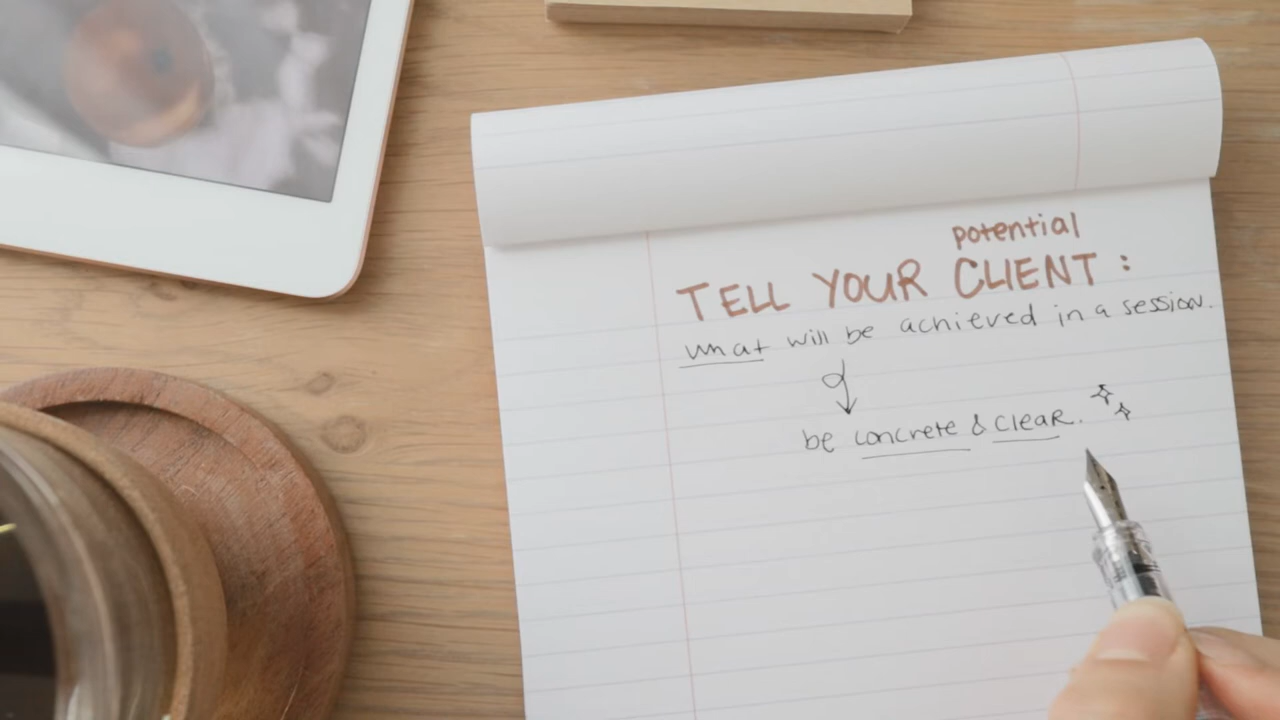 potential
TELL YOUR CLIENT :
what will be achieved in a session.
be concrete & clear.